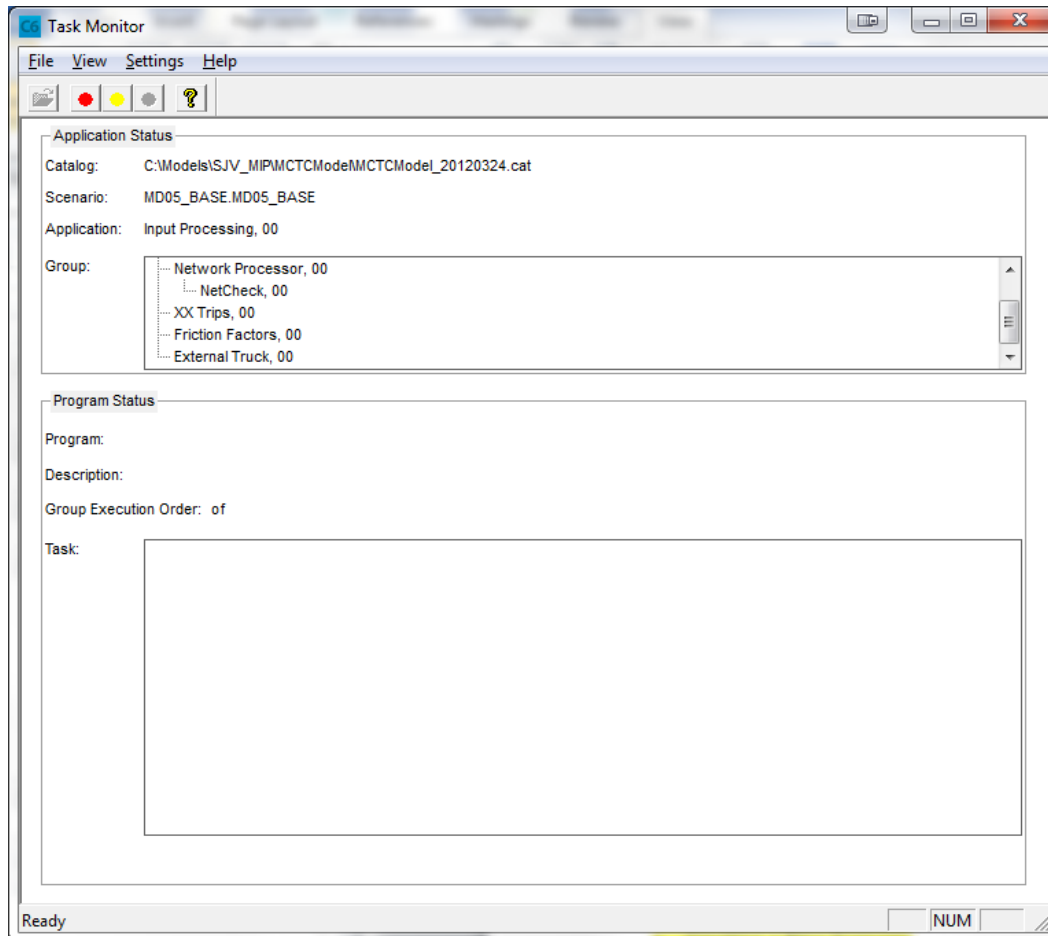 C6 Task Monitor
File View Settings Help
?
Application Status
Catalog: C:\Models\SJV_MIP\MCTCModel\MCTCModel_20120324.cat
Scenario: MD05_BASE.MD05_BASE
Application: Input Processing, 00
Group:
Network Processor, 00
NetCheck, 00
XX Trips, 00
Friction Factors, 00
External Truck, 00
Program Status
Program:
Description:
Group Execution Order: of
Task:
Ready NUM